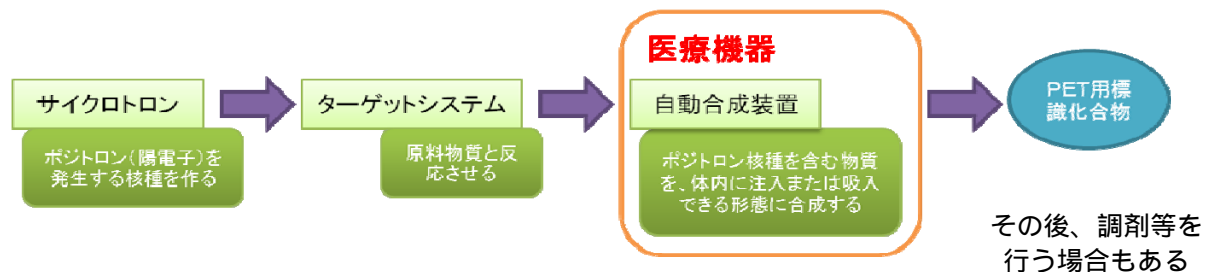 医療機器
サイクロトロン
ポジトロン(陽電子)を
発生する核種を作る
ターゲットシステム
原料物質と反
応させる
自動合成装置
ポジトロン核種を含む物質
を、体内に注入または吸入
できる形態に合成する
PET用標
識化合物
その後、調剤等を
行う場合もある